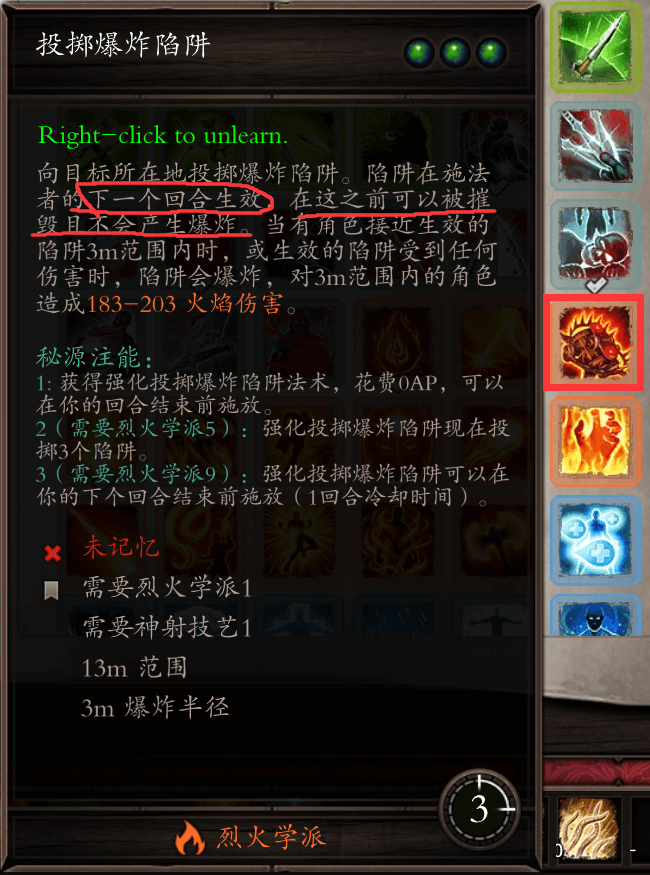 投掷爆炸陷阱
Right-click to unlearn.
向目标所在地投掷爆炸陷阱。陷阱在施法
者的下一个回合生效，在这之前可以被摧
毁且不会产生爆炸。当有角色接近生效的
陷阱3m范围内时，或生效的陷阱受到任何
伤害时，陷阱会爆炸，对3m范围内的角色
造成183-203 火焰伤害。
秘源注能：
1: 获得强化投掷爆炸陷阱法术，花费0AP，可以
在你的回合结束前施放。
2（需要烈火学派5）：强化投掷爆炸陷阱现在投
掷3个陷阱。
3（需要烈火学派9）：强化投掷爆炸陷阱可以在
你的下个回合结束前施放（1回合冷却时间）。
未记忆
需要烈火学派1
需要神射技艺1
13m 范围
3m 爆炸半径
3
烈火学派